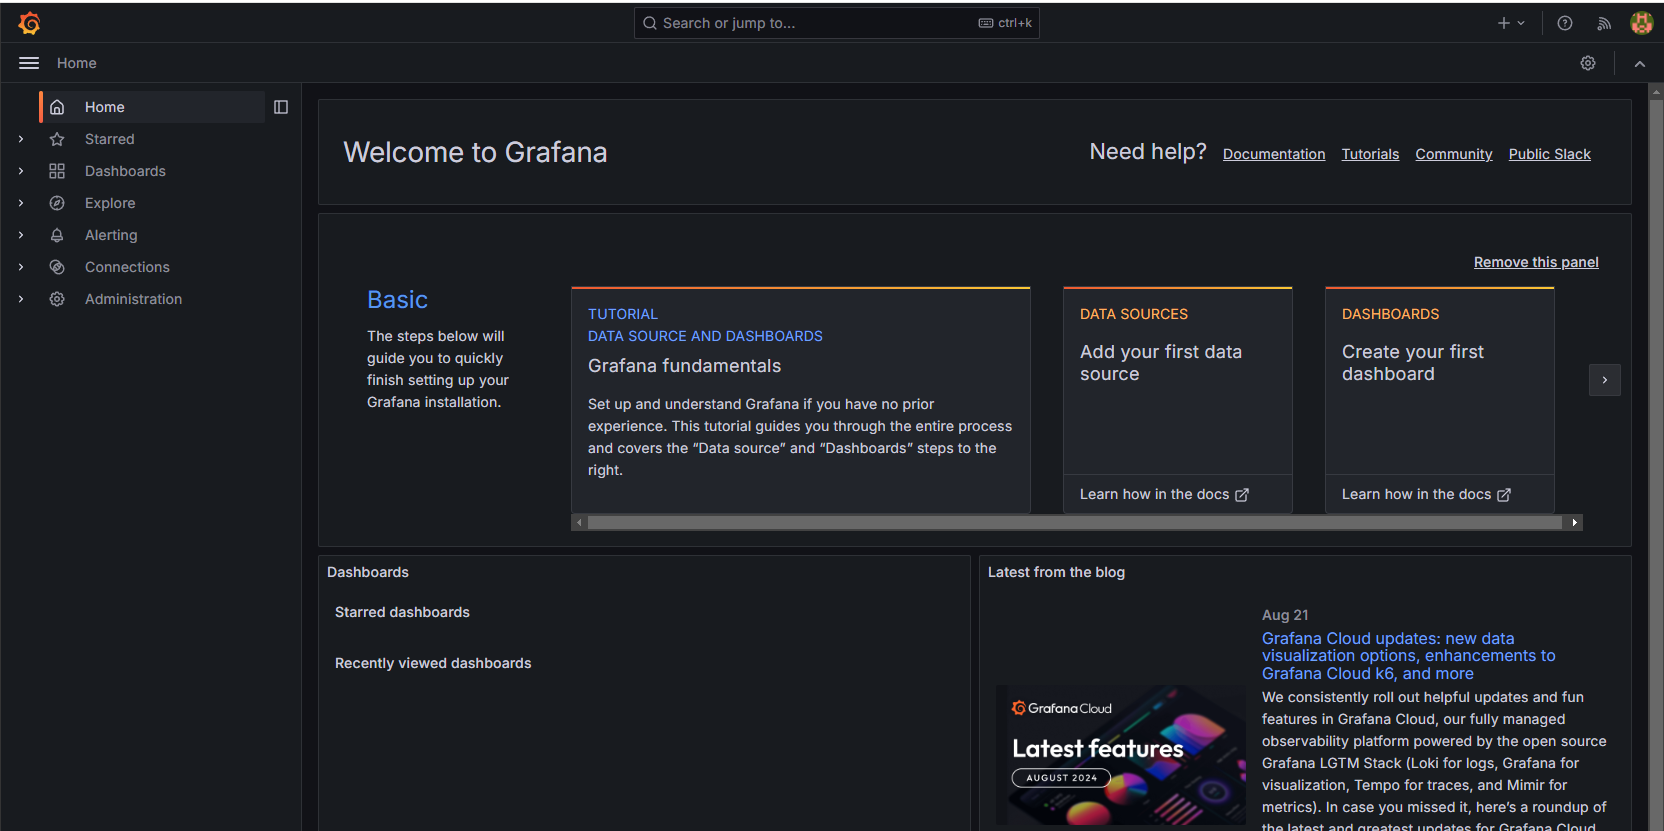 Search or jump to...
ctrl+k
Home
Home
Starred
Dashboards
Explore
Alerting
Connections
Administration
Welcome to Grafana
Need help?
Documentation
Tutorials
Community
Public Slack
Remove this panel
Basic
The steps below will
guide you to quickly
finish setting up your
Grafana installation.
TUTORIAL
DATA SOURCE AND DASHBOARDS
Grafana fundamentals
Set up and understand Grafana if you have no prior
experience. This tutorial guides you through the entire process
and covers the “Data source” and “Dashboards” steps to the
right.
DATA SOURCES
Add your first data
source
Learn how in the docs
DASHBOARDS
Create your first
dashboard
Learn how in the docs
Dashboards
Starred dashboards
Recently viewed dashboards
Latest from the blog
Grafana Cloud
Latest features
AUGUST 2024
Aug 21
Grafana Cloud updates: new data
visualization options, enhancements to
Grafana Cloud k6, and more
We consistently roll out helpful updates and fun
features in Grafana Cloud, our fully managed
observability platform powered by the open source
Grafana LGTM Stack (Loki for logs, Grafana for
visualization, Tempo for traces, and Mimir for
metrics). In case you missed it, here’s a roundup of
the latest and greatest updates for Grafana Cloud